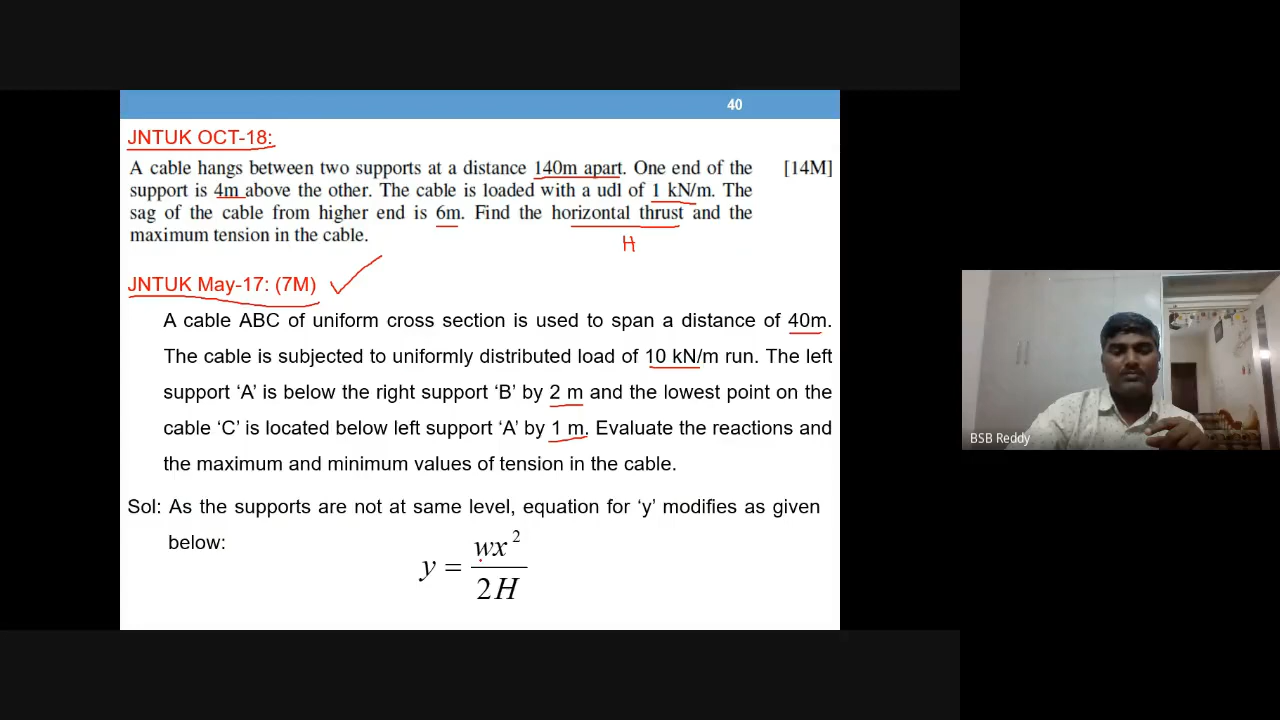 40
JNTUK OCT-18:
A cable hangs between two supports at a distance 140m apart. One end of the [14M]
support is 4m above the other. The cable is loaded with a udl of 1 kN/m. The
sag of the cable from higher end is 6m. Find the horizontal thrust and the
maximum tension in the cable.
H
JNTUK May-17: (7M)
A cable ABC of uniform cross section is used to span a distance of 40m.
The cable is subjected to uniformly distributed load of 10 kN/m run. The left
support ‘A’ is below the right support ‘B’ by 2 m and the lowest point on the
cable ‘C’ is located below left support ‘A’ by 1 m. Evaluate the reactions and
the maximum and minimum values of tension in the cable.
Sol: As the supports are not at same level, equation for ‘y’ modifies as given
below:
y = wx² / 2H
BSB Reddy